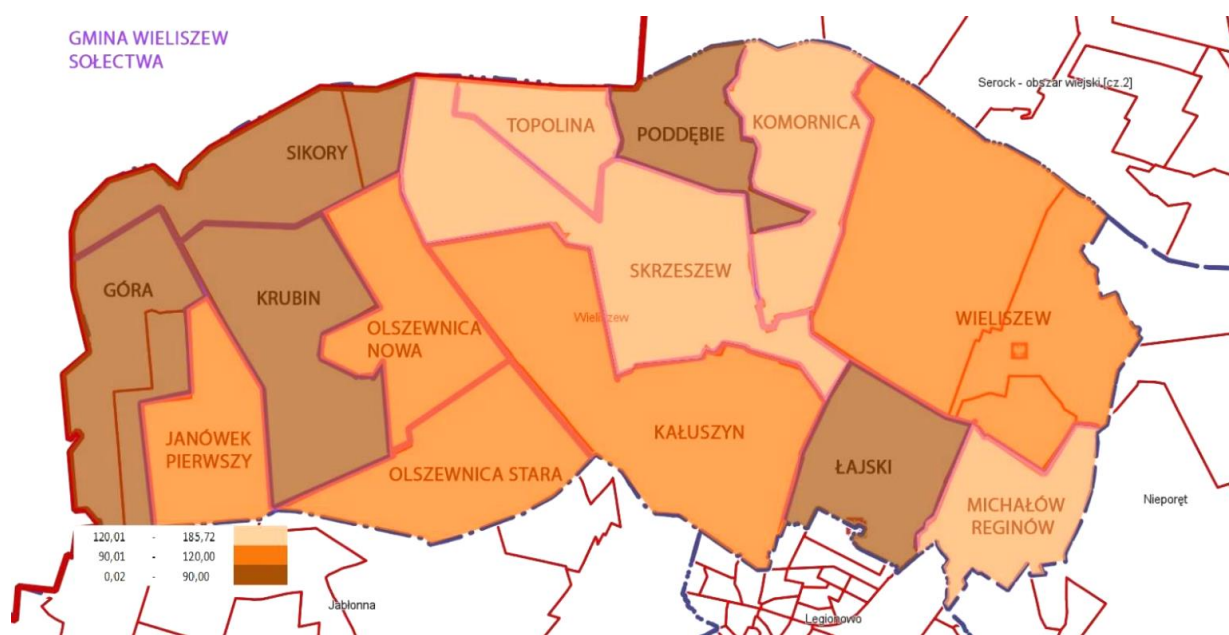 GMINA WIELISZEW
SOŁECTWA
Serock - obszar wiejski [cz.2]
TOPOLINA
PODDĘBIE
KOMORNICA
SIKORY
SKRZESZEW
GÓRA
KRUBIN
OLSZEWNICA
NOWA
Wieliszew
WIELISZEW
JANÓWEK
PIERWSZY
OLSZEWNICA STARA
KAŁUSZYN
ŁAJSKI
MICHAŁÓW
REGINÓW
Nieporęt
120,01 - 185,72
90,01 - 120,00
0,02 - 90,00
Jabłonna
Legionowo